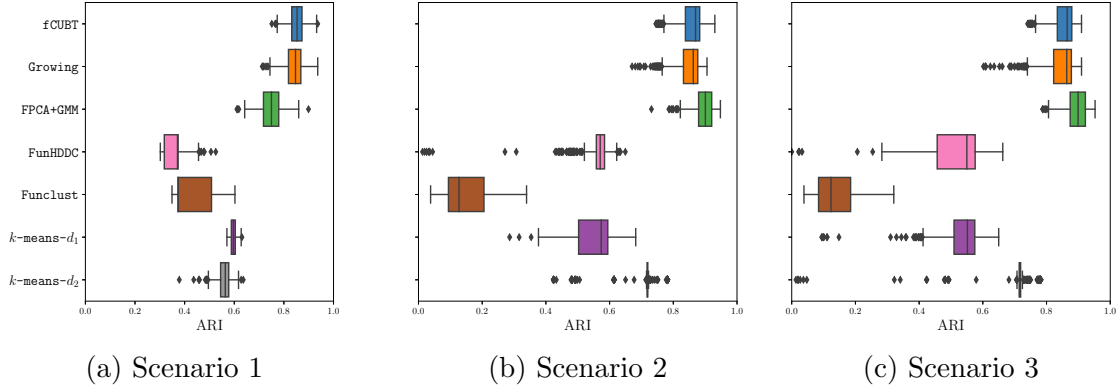 fCUBT
Growing
FPCA+GMM
FunHDDC
Funclust
k-means-d₁
k-means-d₂
0.0 0.2 0.4 0.6 0.8 1.0
ARI
(a) Scenario 1
0.0 0.2 0.4 0.6 0.8 1.0
ARI
(b) Scenario 2
0.0 0.2 0.4 0.6 0.8 1.0
ARI
(c) Scenario 3